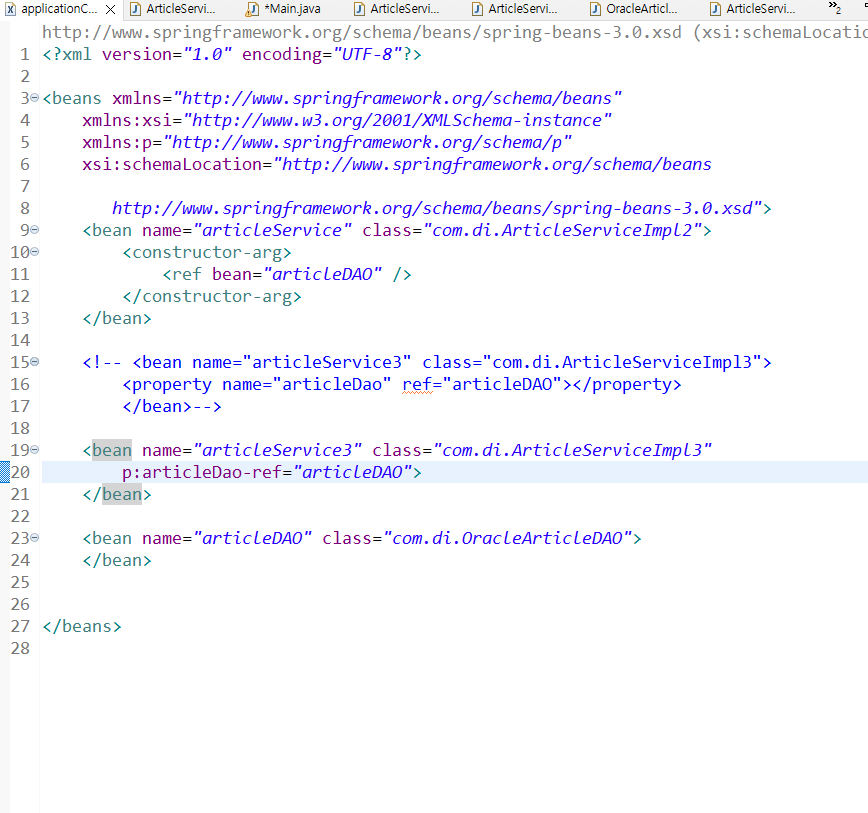 applicationC...
ArticleServi...
*Main.java
ArticleServi...
ArticleServi...
OracleArticl...
ArticleServi...
»2
http://www.springframework.org/schema/beans/spring-beans-3.0.xsd (xsi:schemaLocatio
1 <?xml version="1.0" encoding="UTF-8"?>
2
3 <beans xmlns="http://www.springframework.org/schema/beans"
4 xmlns:xsi="http://www.w3.org/2001/XMLSchema-instance"
5 xmlns:p="http://www.springframework.org/schema/p"
6 xsi:schemaLocation="http://www.springframework.org/schema/beans
7
8 http://www.springframework.org/schema/beans/spring-beans-3.0.xsd">
9 <bean name="articleService" class="com.di.ArticleServiceImpl2">
10 <constructor-arg>
11 <ref bean="articleDAO" />
12 </constructor-arg>
13 </bean>
14
15 <!-- <bean name="articleService3" class="com.di.ArticleServiceImpl3">
16 <property name="articleDao" ref="articleDAO"></property>
17 </bean>-->
18
19 <bean name="articleService3" class="com.di.ArticleServiceImpl3"
20 p:articleDao-ref="articleDAO">
21 </bean>
22
23 <bean name="articleDAO" class="com.di.OracleArticleDAO">
24 </bean>
25
26
27 </beans>
28